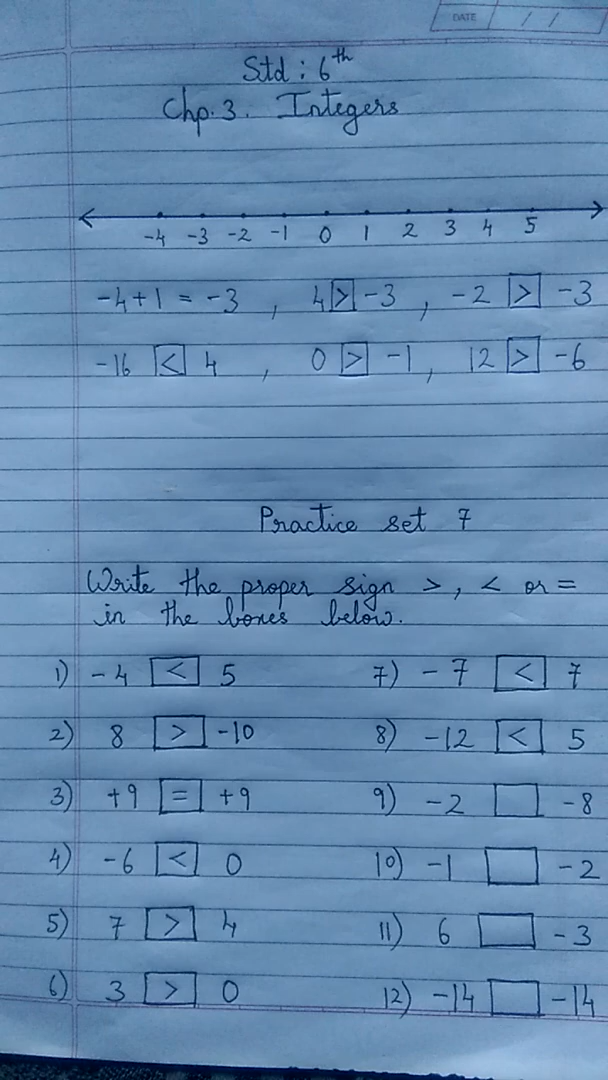 DATE / /
Std : 6th
Chp. 3. Integers
-4 -3 -2 -1 0 1 2 3 4 5
-4+1 = -3 , 4 > -3 , -2 > -3
-16 < 4 , 0 > -1 , 12 > -6
Practice set 7
Write the proper sign >, < or =
in the boxes below.
1) -4 < 5
2) 8 > -10
3) +9 = +9
4) -6 < 0
5) 7 > 4
6) 3 > 0
7) -7 < 7
8) -12 < 5
9) -2 □ -8
10) -1 □ -2
11) 6 □ -3
12) -14 □ -14